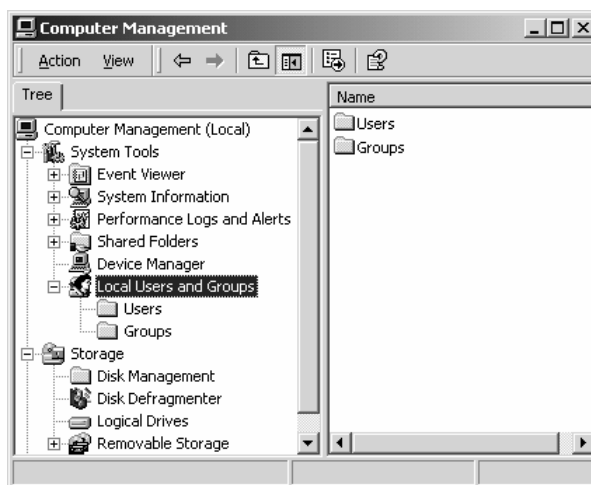 Computer Management
Action View
Tree
Name
Computer Management (Local)
System Tools
Event Viewer
System Information
Performance Logs and Alerts
Shared Folders
Device Manager
Local Users and Groups
Users
Groups
Storage
Disk Management
Disk Defragmenter
Logical Drives
Removable Storage
Users
Groups